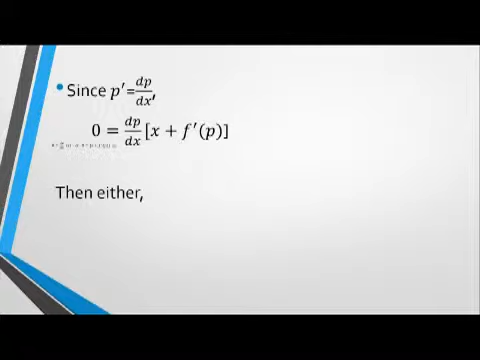 • Since p′=dp/dx,
0 = dp/dx [x + f′(p)]
Then either,